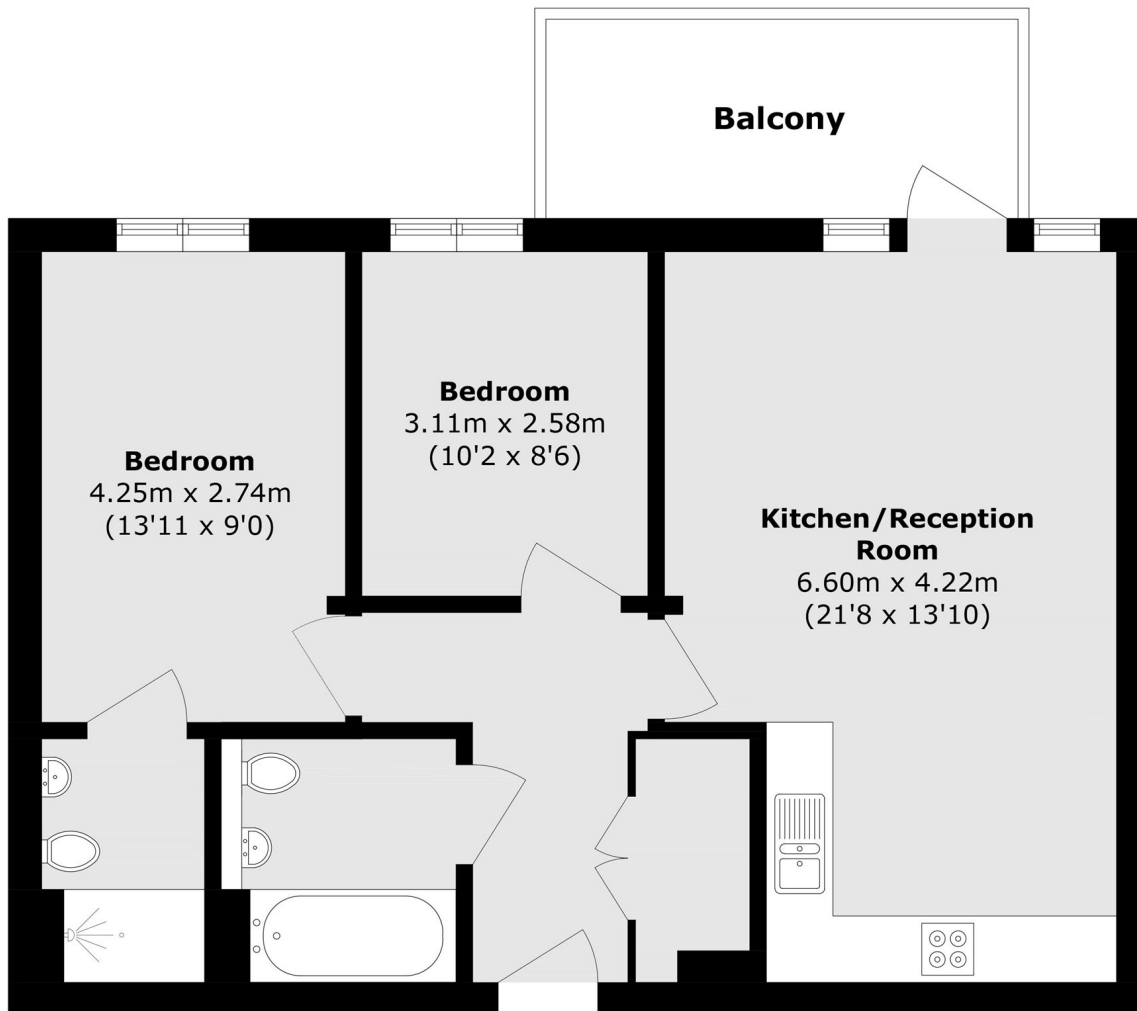 Balcony
Bedroom
4.25m x 2.74m
(13'11 x 9'0)
Bedroom
3.11m x 2.58m
(10'2 x 8'6)
Kitchen/Reception
Room
6.60m x 4.22m
(21'8 x 13'10)